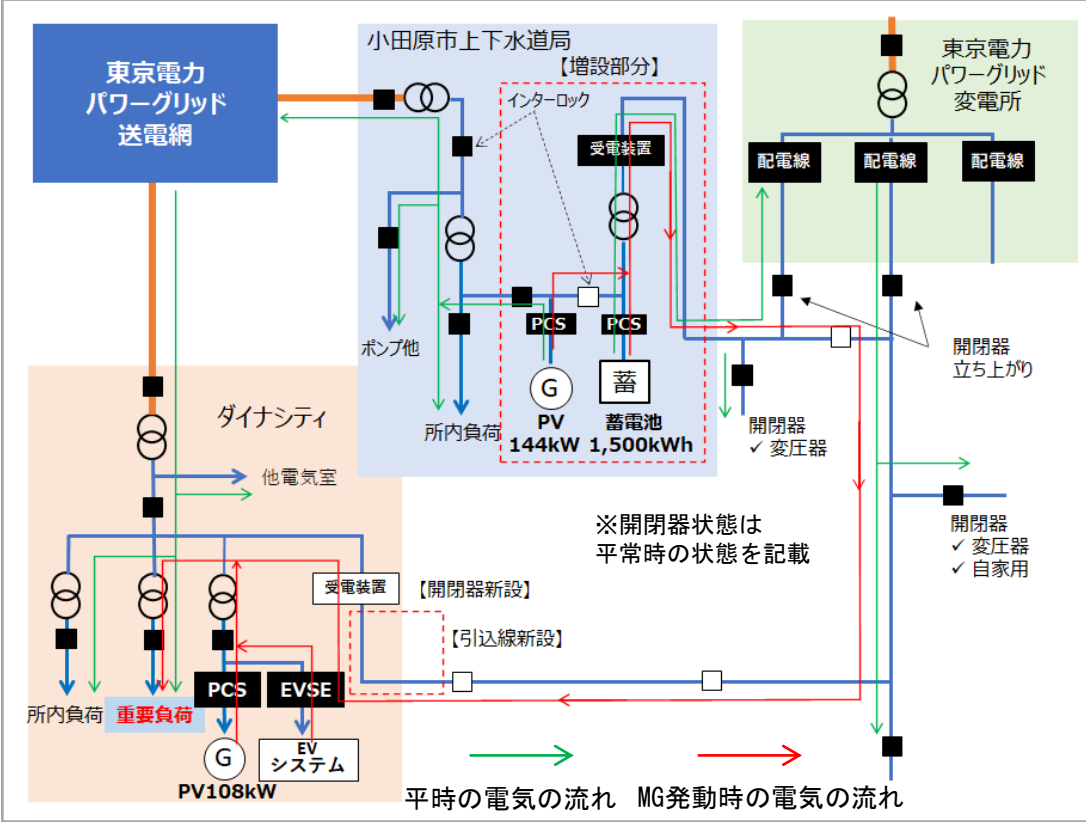 東京電力
パワーグリッド
送電網
小田原市上下水道局
【増設部分】
インターロック
受電装置
東京電力
パワーグリッド
変電所
配電線
配電線
配電線
ポンプ他
所内負荷
PCS
PCS
G
蓄
PV
144kW
蓄電池
1,500kWh
開閉器
立ち上がり
開閉器
✓ 変圧器
※開閉器状態は
平常時の状態を記載
開閉器
✓ 変圧器
✓ 自家用
ダイナシティ
他電気室
受電装置
【開閉器新設】
【引込線新設】
所内負荷
重要負荷
PCS
EVSE
G
EV
システム
PV108kW
平時の電気の流れ
MG発動時の電気の流れ